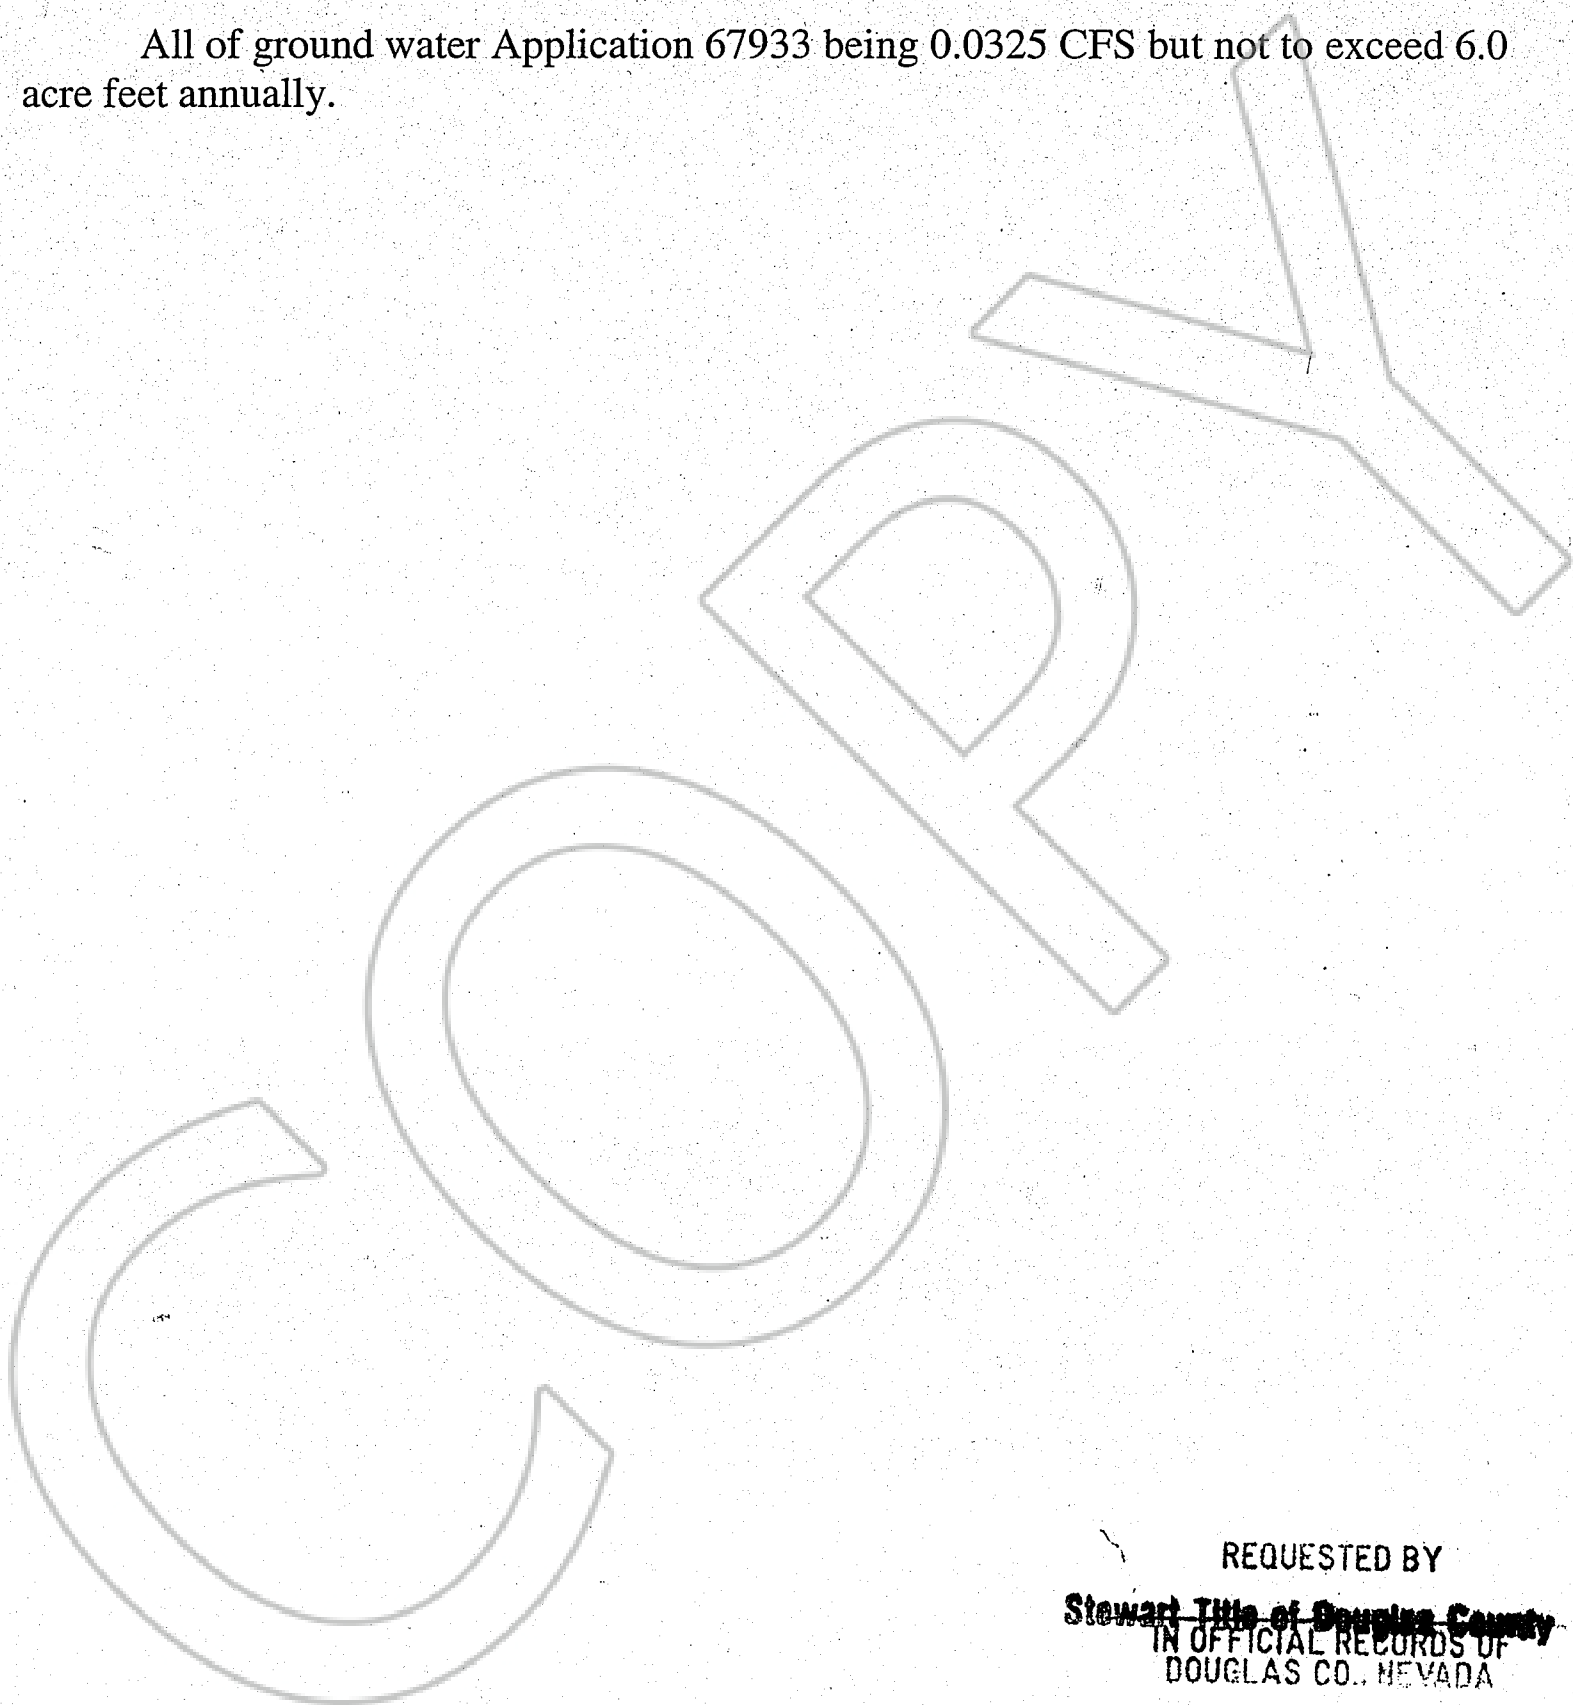 All of ground water Application 67933 being 0.0325 CFS but not to exceed 6.0
acre feet annually.
COPY
REQUESTED BY
Stewart Title of Douglas County
IN OFFICIAL RECORDS OF
DOUGLAS CO., NEVADA